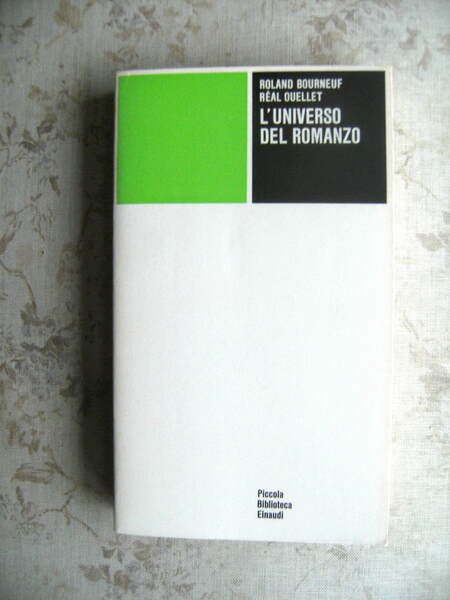 ROLAND BOURNEUF
RÉAL OUELLET
L'UNIVERSO
DEL ROMANZO
Piccola
Biblioteca
Einaudi